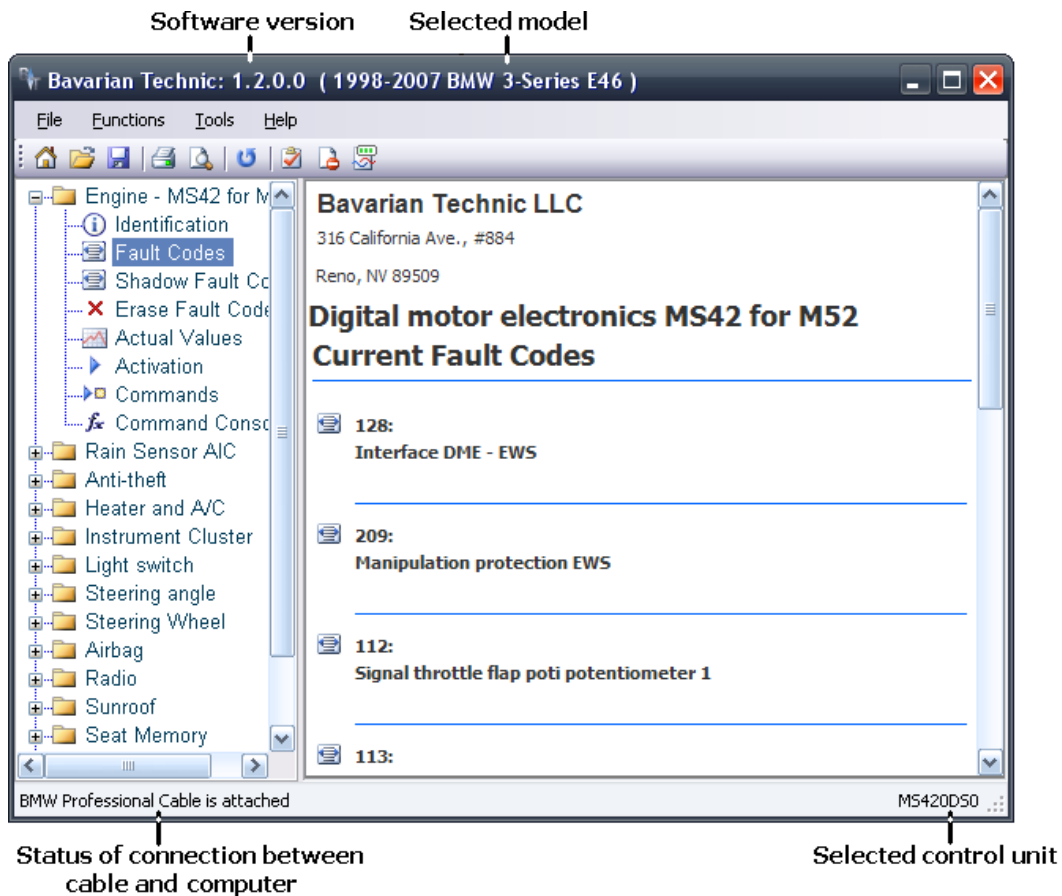 Software version
Selected model
Bavarian Technic: 1.2.0.0 ( 1998-2007 BMW 3-Series E46 )
File Functions Tools Help
Engine - MS42 for M
Identification
Fault Codes
Shadow Fault Co
Erase Fault Code
Actual Values
Activation
Commands
Command Consc
Rain Sensor AIC
Anti-theft
Heater and A/C
Instrument Cluster
Light switch
Steering angle
Steering Wheel
Airbag
Radio
Sunroof
Seat Memory
Bavarian Technic LLC
316 California Ave., #884
Reno, NV 89509
Digital motor electronics MS42 for M52
Current Fault Codes
128:
Interface DME - EWS
209:
Manipulation protection EWS
112:
Signal throttle flap poti potentiometer 1
113:
BMW Professional Cable is attached
MS420DS0
Status of connection between
cable and computer
Selected control unit